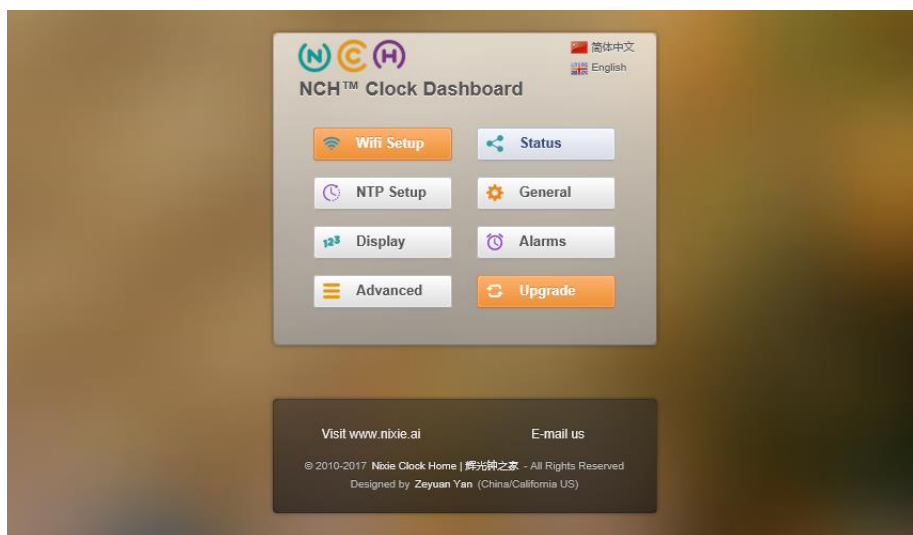 N C H
简体中文
English
NCH™ Clock Dashboard
Wifi Setup
Status
NTP Setup
General
123 Display
Alarms
Advanced
Upgrade
Visit www.nixie.ai
E-mail us
© 2010-2017 Nixie Clock Home | 辉光钟之家 - All Rights Reserved
Designed by Zeyuan Yan (China/California US)